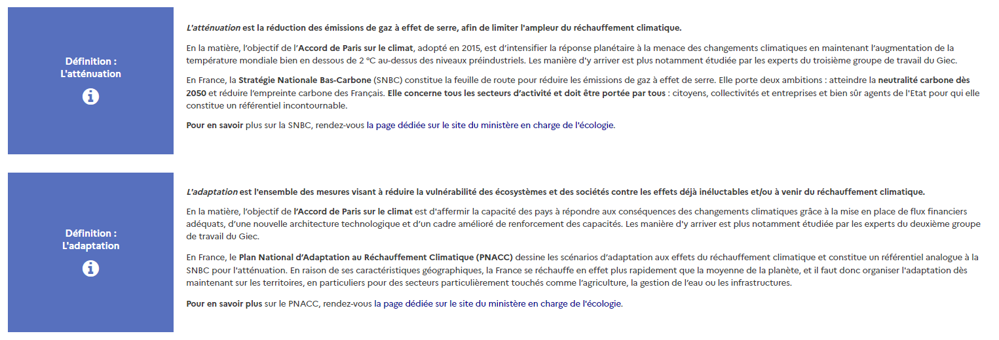 Définition :
L'atténuation
L'atténuation est la réduction des émissions de gaz à effet de serre, afin de limiter l'ampleur du réchauffement climatique.
En la matière, l’objectif de l’Accord de Paris sur le climat, adopté en 2015, est d’intensifier la réponse planétaire à la menace des changements climatiques en maintenant l’augmentation de la
température mondiale bien en dessous de 2 °C au-dessus des niveaux préindustriels. Les manière d'y arriver est plus notamment étudiée par les experts du troisième groupe de travail du Giec.
En France, la Stratégie Nationale Bas-Carbone (SNBC) constitue la feuille de route pour réduire les émissions de gaz à effet de serre. Elle porte deux ambitions : atteindre la neutralité carbone dès
2050 et réduire l’empreinte carbone des Français. Elle concerne tous les secteurs d’activité et doit être portée par tous : citoyens, collectivités et entreprises et bien sûr agents de l'Etat pour qui elle
constitue un référentiel incontournable.
Pour en savoir plus sur la SNBC, rendez-vous la page dédiée sur le site du ministère en charge de l'écologie.
Définition :
L'adaptation
L'adaptation est l'ensemble des mesures visant à réduire la vulnérabilité des écosystèmes et des sociétés contre les effets déjà inéluctables et/ou à venir du réchauffement climatique.
En la matière, l’objectif de l’Accord de Paris sur le climat est d'affermir la capacité des pays à répondre aux conséquences des changements climatiques grâce à la mise en place de flux financiers
adéquats, d’une nouvelle architecture technologique et d’un cadre amélioré de renforcement des capacités. Les manière d'y arriver est plus notamment étudiée par les experts du deuxième groupe
de travail du Giec.
En France, le Plan National d’Adaptation au Réchauffement Climatique (PNACC) dessine les scénarios d’adaptation aux effets du réchauffement climatique et constitue un référentiel analogue à la
SNBC pour l'atténuation. En raison de ses caractéristiques géographiques, la France se réchauffe en effet plus rapidement que la moyenne de la planète, et il faut donc organiser l'adaptation dès
maintenant sur les territoires, en particuliers pour des secteurs particulièrement touchés comme l’agriculture, la gestion de l’eau ou les infrastructures.
Pour en savoir plus sur le PNACC, rendez-vous la page dédiée sur le site du ministère en charge de l'écologie.